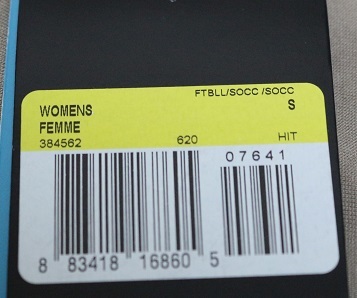 FTBLL/SOCC /SOCC
WOMENS S
FEMME
384562 620 HIT
07641
8 83418 16860 5